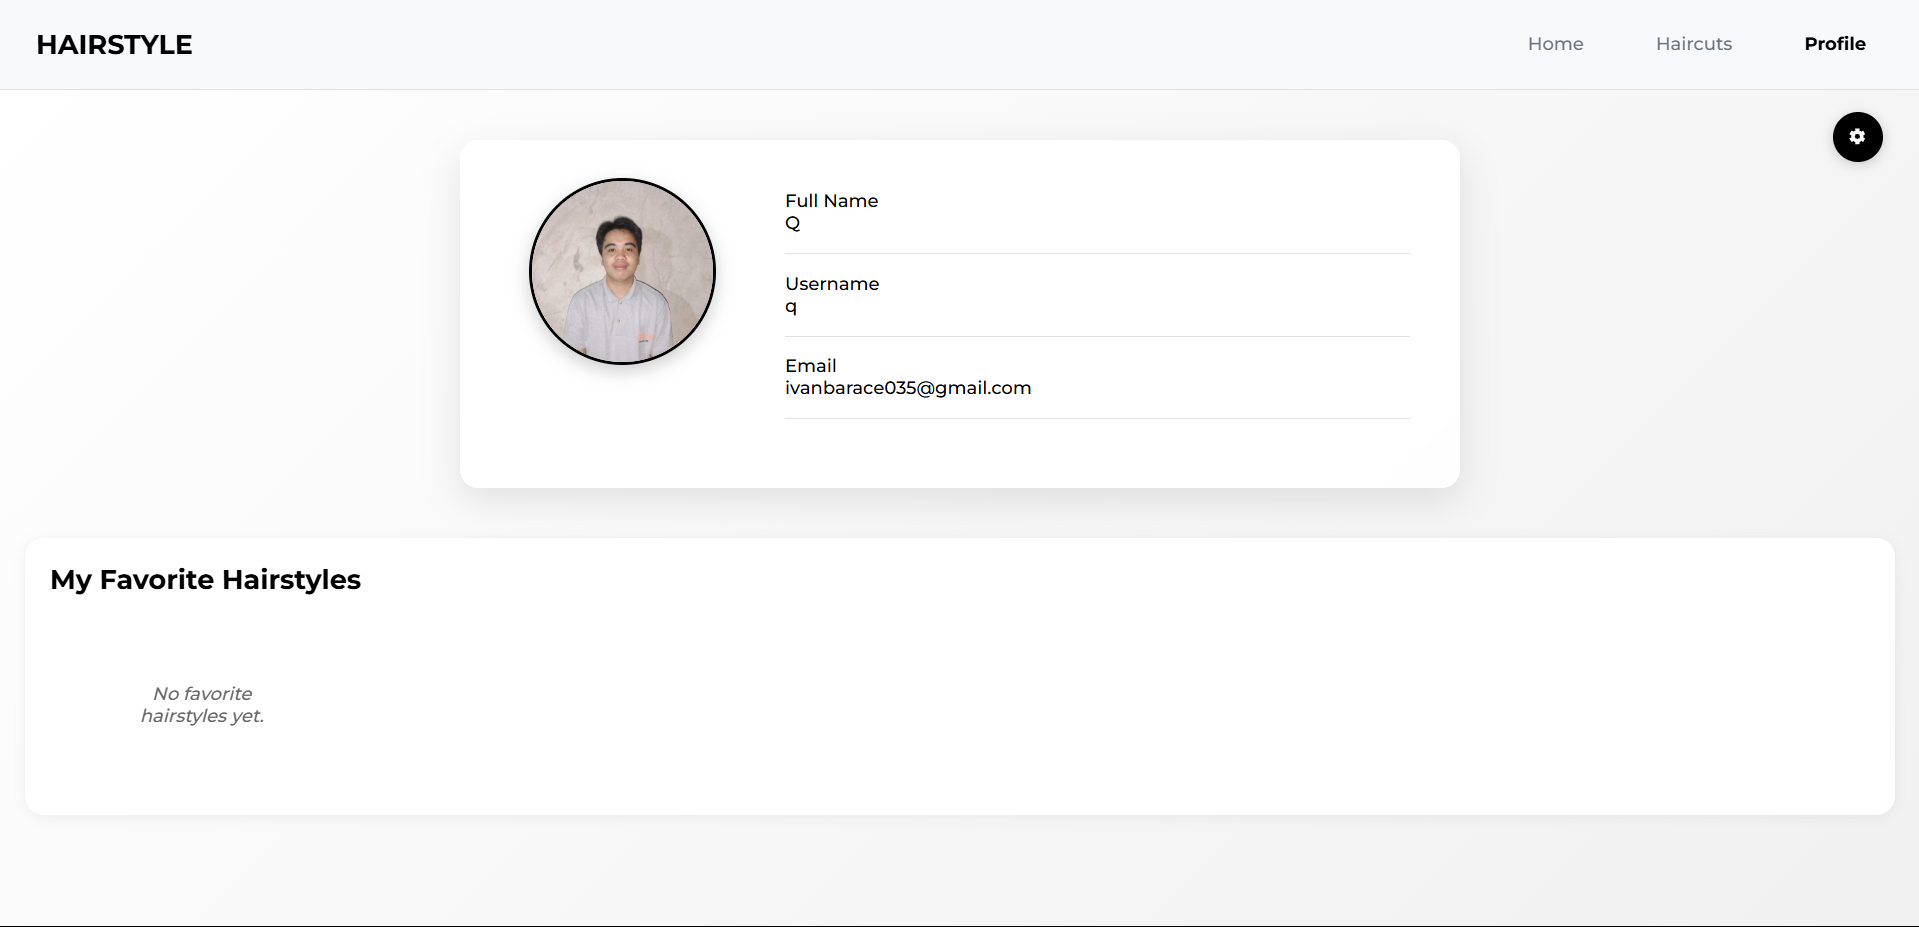 HAIRSTYLE
Home
Haircuts
Profile
Full Name
Q
Username
q
Email
ivanbarace035@gmail.com
My Favorite Hairstyles
No favorite
hairstyles yet.